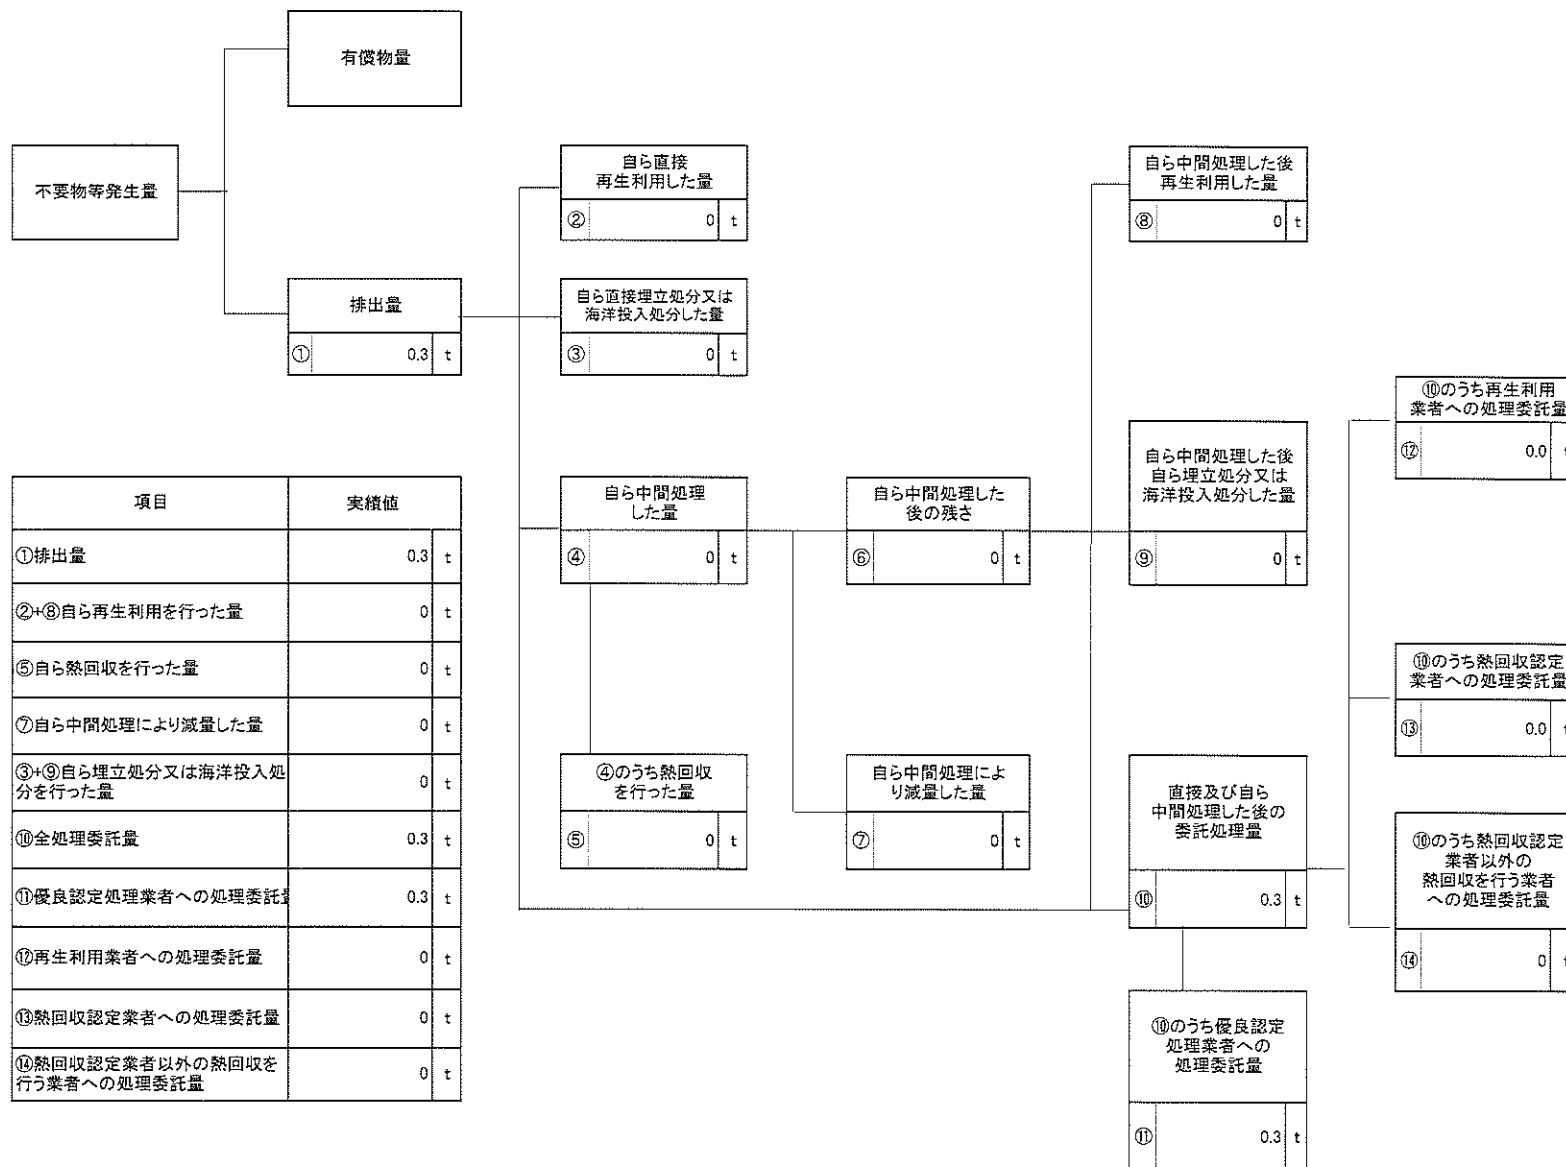 有償物量
不要物等発生量
排出量
① 0.3 t
自ら直接
再生利用した量
② 0 t
自ら直接埋立処分又は
海洋投入処分した量
③ 0 t
自ら中間処理
した量
④ 0 t
④のうち熱回収
を行った量
⑤ 0 t
自ら中間処理した
後の残さ
⑥ 0 t
自ら中間処理によ
り減量した量
⑦ 0 t
自ら中間処理した後
再生利用した量
⑧ 0 t
自ら中間処理した後
自ら埋立処分又は
海洋投入処分した量
⑨ 0 t
直接及び自ら
中間処理した後の
委託処理量
⑩ 0.3 t
⑩のうち優良認定
処理業者への
処理委託量
⑪ 0.3 t
⑩のうち再生利用
業者への処理委託量
⑫ 0.0 t
⑩のうち熱回収認定
業者への処理委託量
⑬ 0.0 t
⑩のうち熱回収認定
業者以外の
熱回収を行う業者
への処理委託量
⑭ 0 t
項目 実績値
①排出量 0.3 t
②+⑧自ら再生利用を行った量 0 t
⑤自ら熱回収を行った量 0 t
⑦自ら中間処理により減量した量 0 t
③+⑨自ら埋立処分又は海洋投入処
分を行った量 0 t
⑩全処理委託量 0.3 t
⑪優良認定処理業者への処理委託量 0.3 t
⑫再生利用業者への処理委託量 0 t
⑬熱回収認定業者への処理委託量 0 t
⑭熱回収認定業者以外の熱回収を
行う業者への処理委託量 0 t